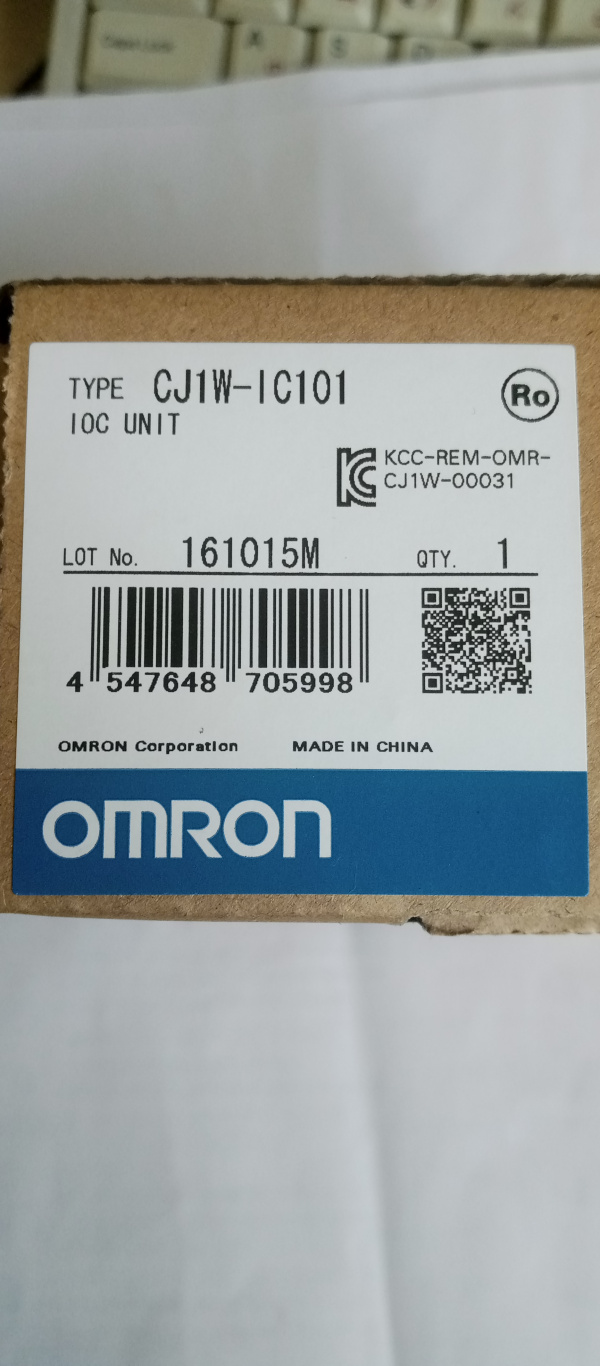 A S
TYPE CJ1W-IC101
Ro
IOC UNIT
KCC-REM-OMR-
CJ1W-00031
LOT No. 161015M QTY. 1
4 547648 705998
OMRON Corporation MADE IN CHINA
OMRON